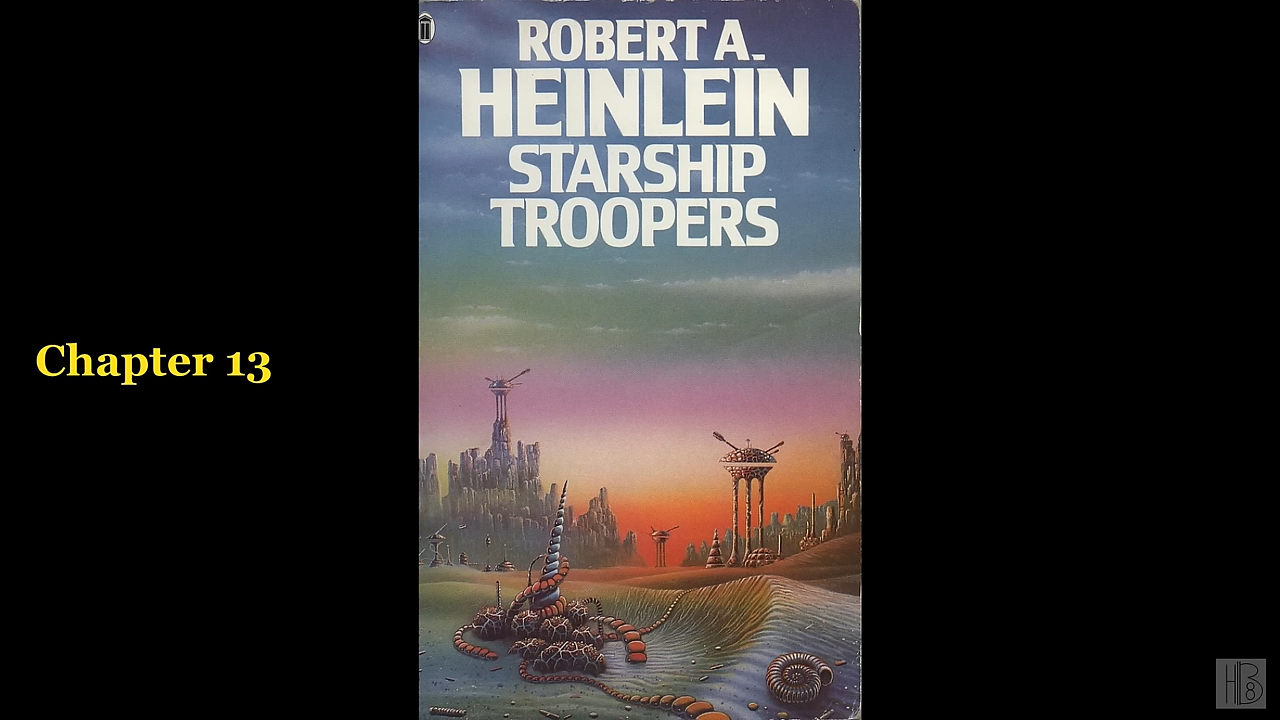 ROBERT A.
HEINLEIN
STARSHIP
TROOPERS
Chapter 13